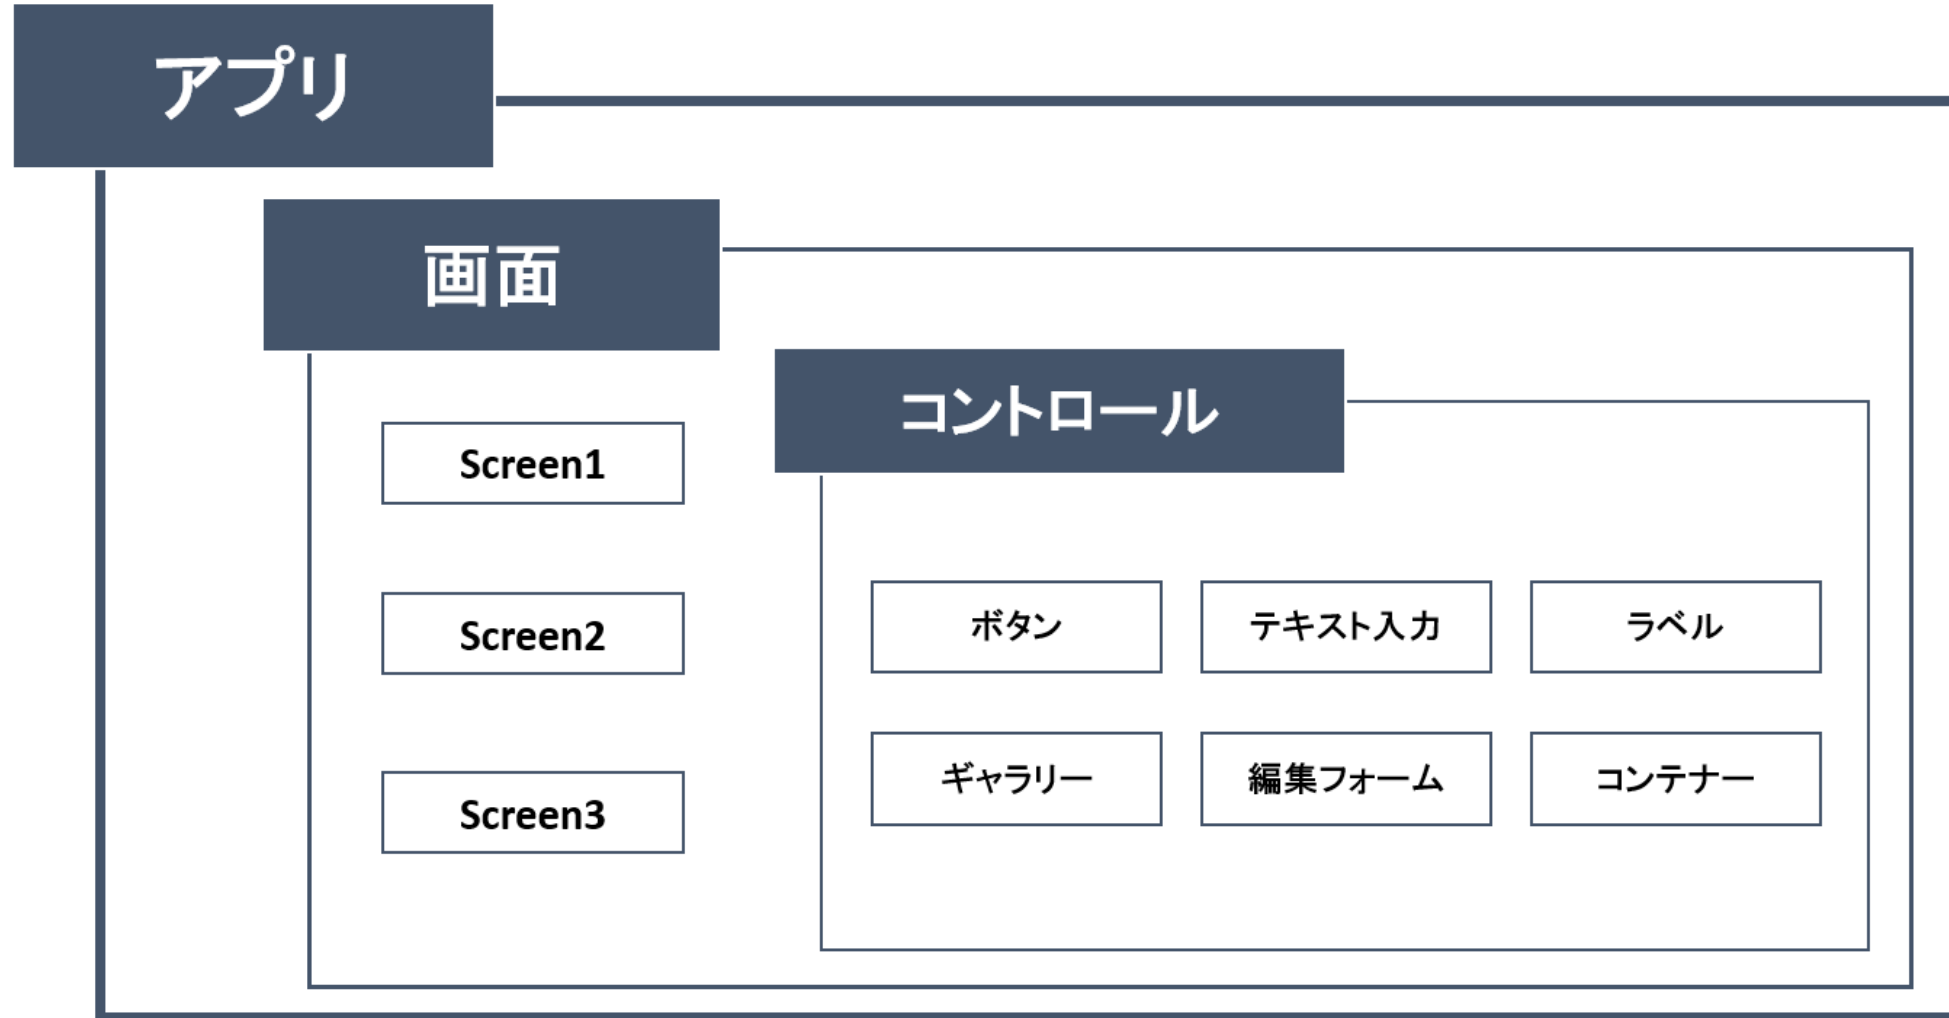 アプリ
画面
コントロール
Screen1
Screen2
Screen3
ボタン
テキスト入力
ラベル
ギャラリー
編集フォーム
コンテナー